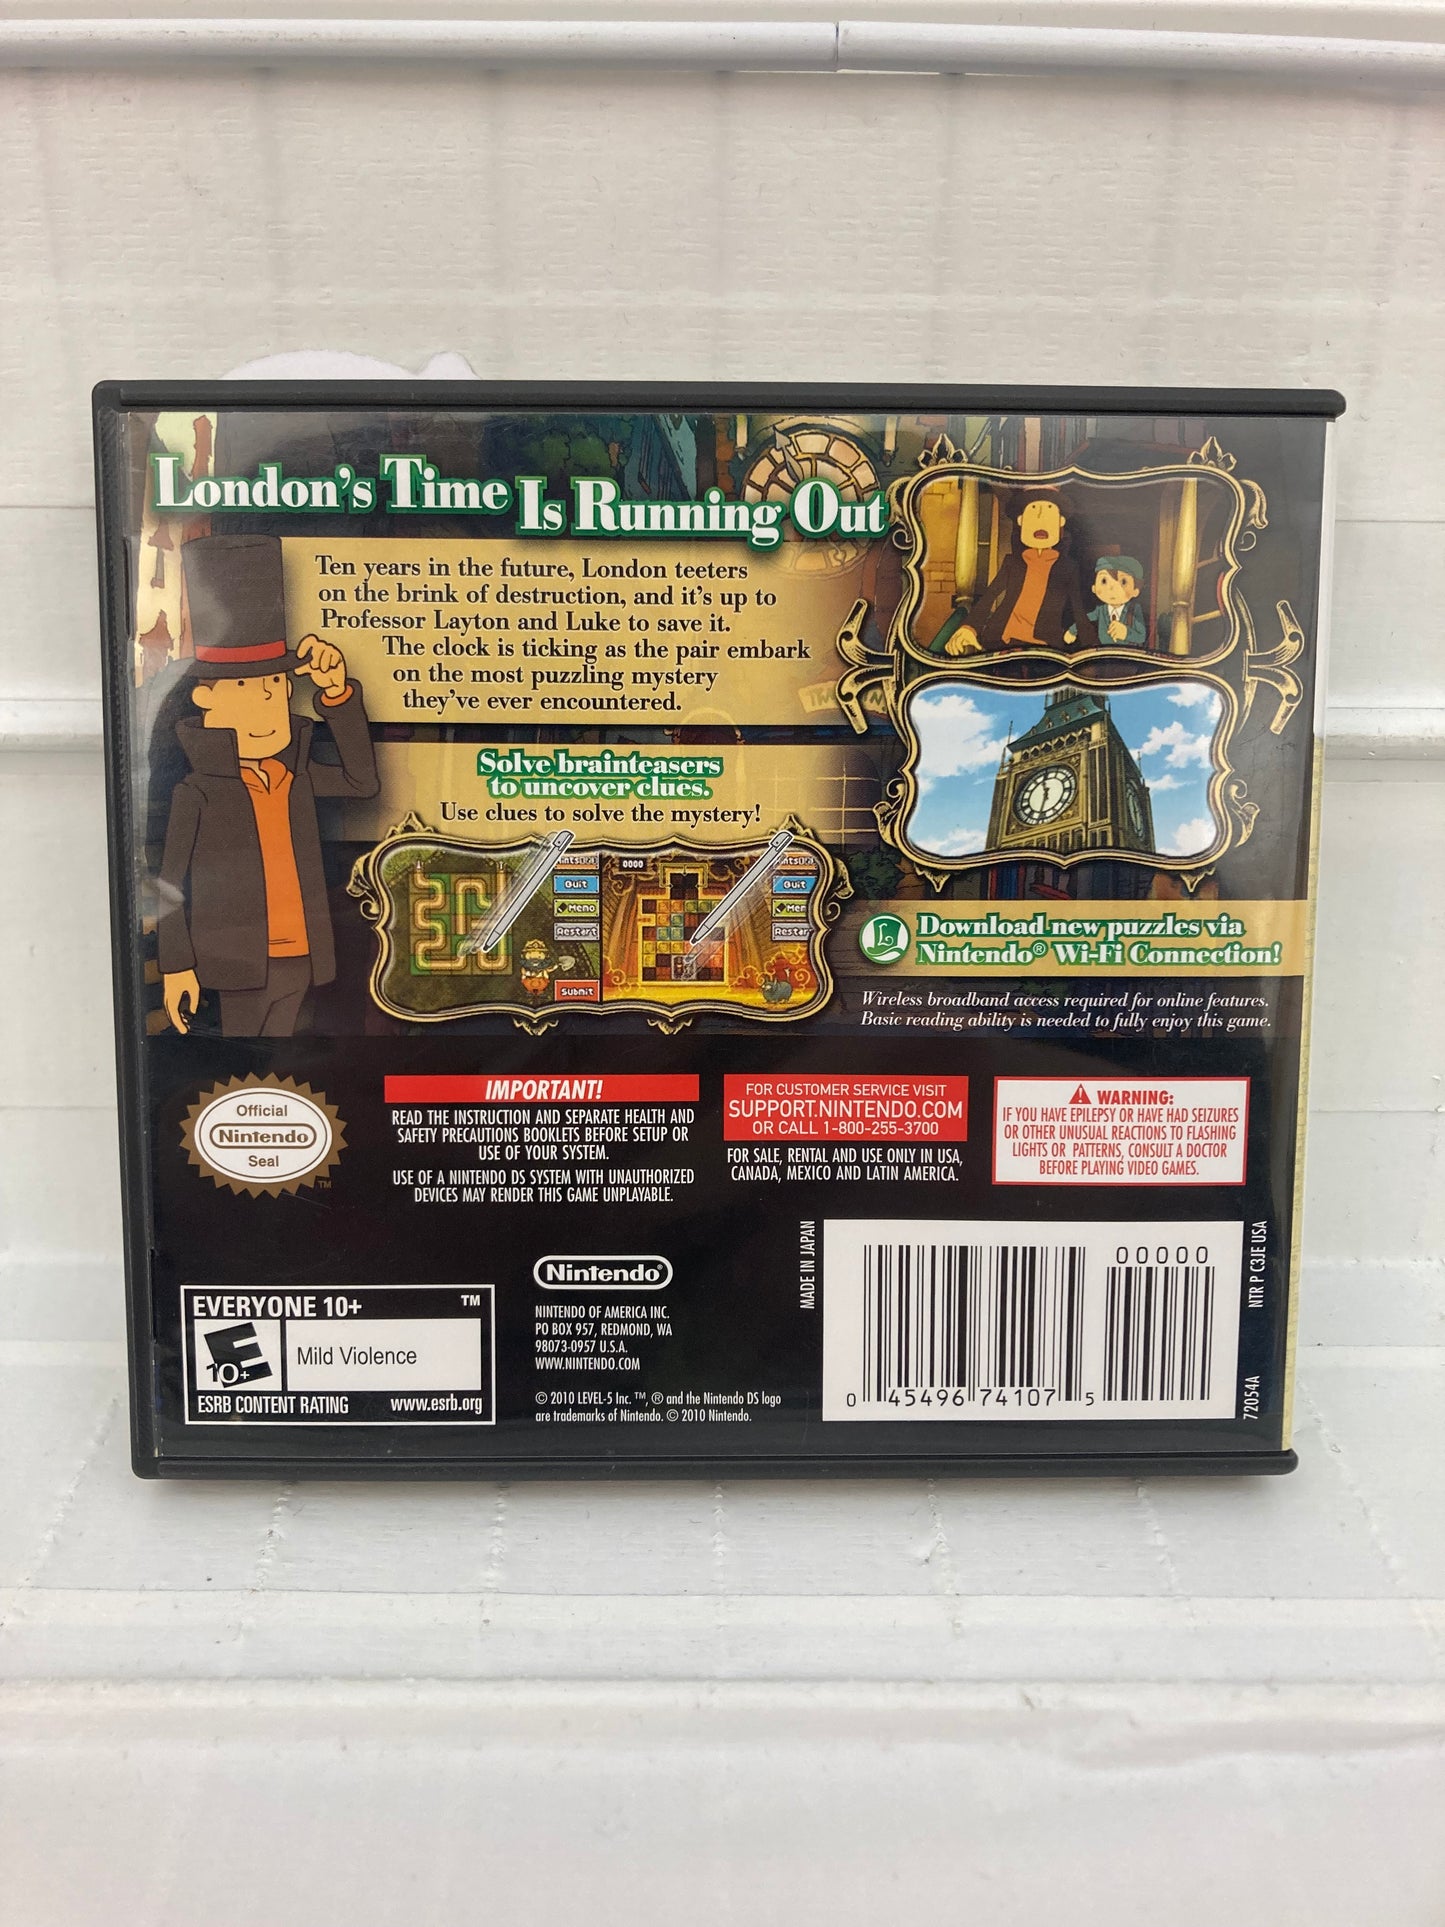 London's Time Is Running Out
Ten years in the future, London teeters
on the brink of destruction, and it's up to
Professor Layton and Luke to save it.
The clock is ticking as the pair embark
on the most puzzling mystery
they've ever encountered.
Solve brainteasers
to uncover clues.
Use clues to solve the mystery!
Quit
Memo
Restart
Submit
0000
Quit
Mem
Restar
L
Download new puzzles via
Nintendo® Wi-Fi Connection!
Wireless broadband access required for online features.
Basic reading ability is needed to fully enjoy this game.
Official
Nintendo
Seal
TM
IMPORTANT!
READ THE INSTRUCTION AND SEPARATE HEALTH AND
SAFETY PRECAUTIONS BOOKLETS BEFORE SETUP OR
USE OF YOUR SYSTEM.
USE OF A NINTENDO DS SYSTEM WITH UNAUTHORIZED
DEVICES MAY RENDER THIS GAME UNPLAYABLE.
FOR CUSTOMER SERVICE VISIT
SUPPORT.NINTENDO.COM
OR CALL 1-800-255-3700
FOR SALE, RENTAL AND USE ONLY IN USA,
CANADA, MEXICO AND LATIN AMERICA.
WARNING:
IF YOU HAVE EPILEPSY OR HAVE HAD SEIZURES
OR OTHER UNUSUAL REACTIONS TO FLASHING
LIGHTS OR PATTERNS, CONSULT A DOCTOR
BEFORE PLAYING VIDEO GAMES.
EVERYONE 10+ ™
E 10+
Mild Violence
ESRB CONTENT RATING www.esrb.org
Nintendo®
NINTENDO OF AMERICA INC.
PO BOX 957, REDMOND, WA
98073-0957 U.S.A.
WWW.NINTENDO.COM
© 2010 LEVEL-5 Inc. ™, ® and the Nintendo DS logo
are trademarks of Nintendo. © 2010 Nintendo.
MADE IN JAPAN
00000
0 45496 74107 5
NTR P C3JE USA
72054A